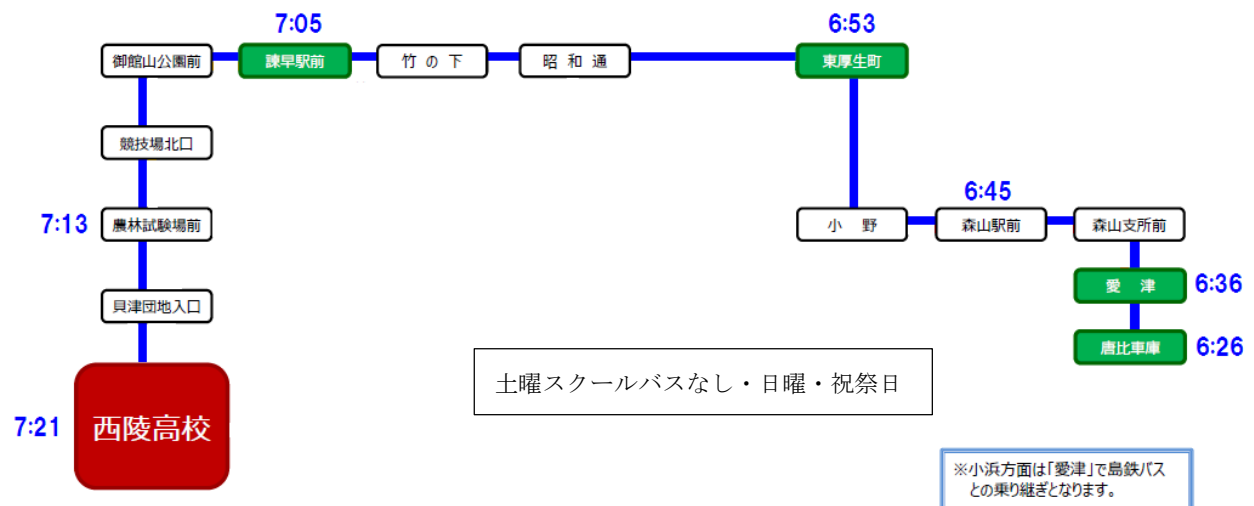 7:05
6:53
御館山公園前
諫早駅前
竹の下
昭和通
東厚生町
競技場北口
6:45
7:13
農林試験場前
小野
森山駅前
森山支所前
貝津団地入口
愛津
6:36
唐比車庫
6:26
土曜スクールバスなし・日曜・祝祭日
7:21
西陵高校
※小浜方面は「愛津」で島鉄バス
との乗り継ぎとなります。